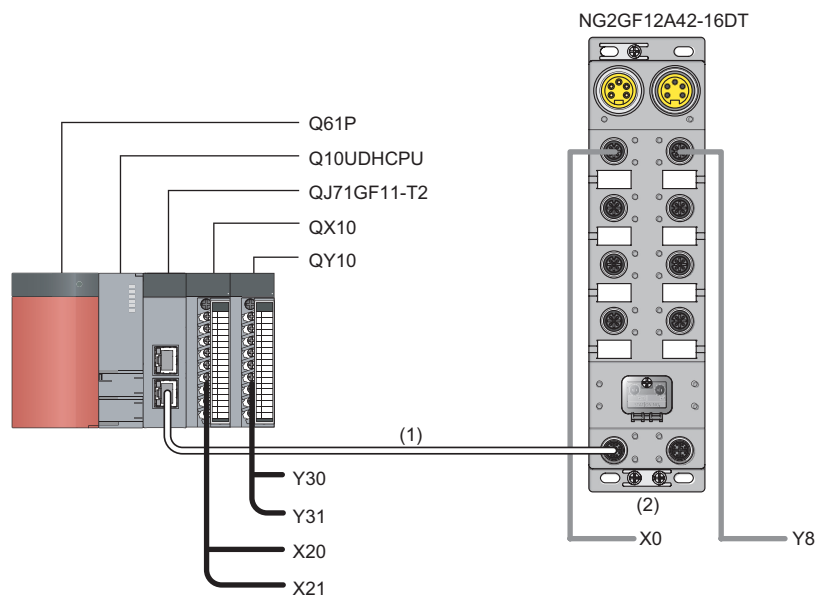 NG2GF12A42-16DT
Q61P
Q10UDHCPU
QJ71GF11-T2
QX10
QY10
(1)
Y30
Y31
X20
X21
(2)
X0
Y8